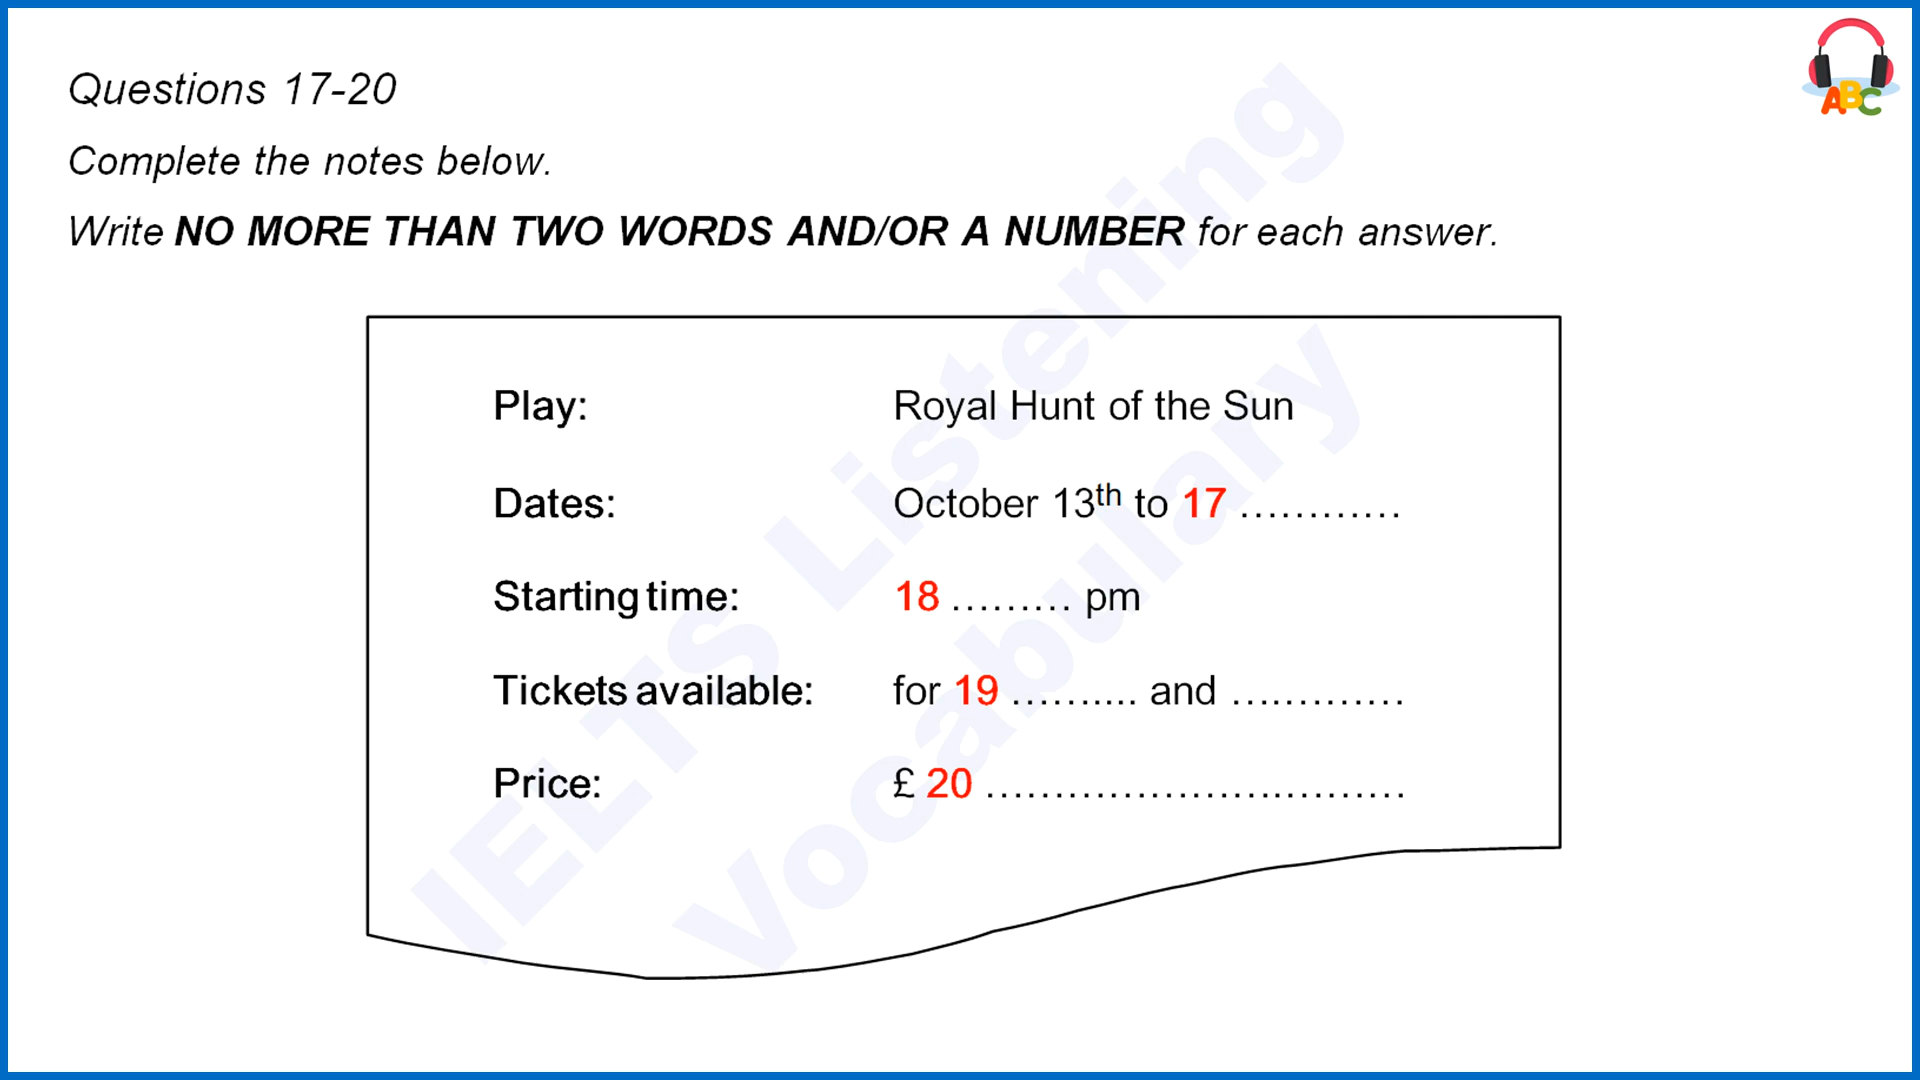 Questions 17-20
Complete the notes below.
Write NO MORE THAN TWO WORDS AND/OR A NUMBER for each answer.
Play: Royal Hunt of the Sun
Dates: October 13th to 17 …………
Starting time: 18 ……… pm
Tickets available: for 19 …….... and …………
Price: £ 20 …………………………
IELTS Listening
Vocabulary
ABC